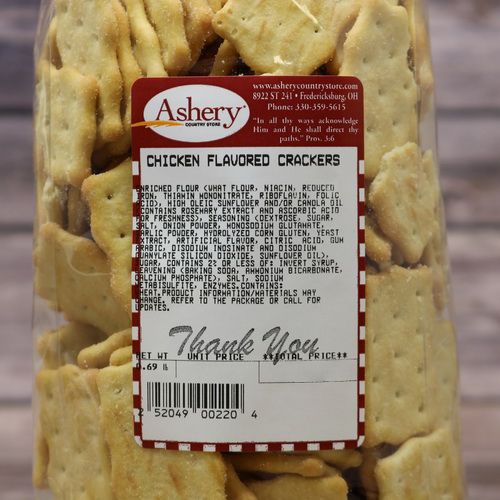 Ashery
COUNTRY STORE
www.asherycountrystore.com
8922 ST 241 • Fredericksburg, OH
Phone: 330-359-5615
"In all thy ways acknowledge
Him and He shall direct thy
paths." Prov. 3:6
CHICKEN FLAVORED CRACKERS
ENRICHED FLOUR (WHAT FLOUR, NIACIN, REDUCED
IRON, THIAMIN MONONITRATE, RIBOFLAVIN, FOLIC
ACID), HIGH OLEIC SUNFLOWER AND/OR CANOLA OIL
(CONTAINS ROSEMARY EXTRACT AND ASCORBIC ACID
FOR FRESHNESS), SEASONING (DEXTROSE, SUGAR,
SALT, ONION POWDER, MONOSODIUM GLUTAMATE,
GARLIC POWDER, HYDROLYZED CORN GLUTEN, YEAST
EXTRACT, ARTIFICIAL FLAVOR, CITRIC ACID, GUM
ARABIC, DISODIUM INOSINATE AND DISODIUM
GUANYLATE SILICON DIOXIDE, SUNFLOWER OIL),
SUGAR, CONTAINS 2% OR LESS OF: INVERT SYRUP,
LEAVENING (BAKING SODA, AMMONIUM BICARBONATE,
CALCIUM PHOSPHATE), SALT, SODIUM
METABISULFITE, ENZYMES.CONTAINS:
WHEAT.PRODUCT INFORMATION/MATERIALS MAY
CHANGE. REFER TO THE PACKAGE OR CALL FOR
UPDATES.
Thank You
NET WT UNIT PRICE **TOTAL PRICE**
0.69 lb
2 52049 00220 4